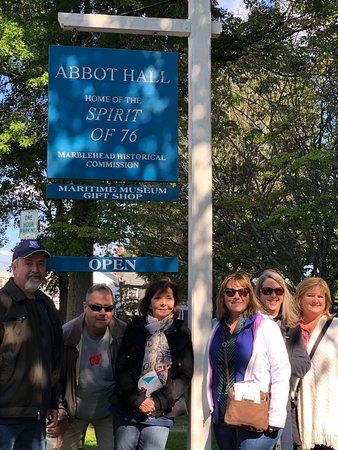 ABBOT HALL
HOME OF THE
SPIRIT
OF 76
MARBLEHEAD HISTORICAL
COMMISSION
MARITIME MUSEUM
GIFT SHOP
OPEN